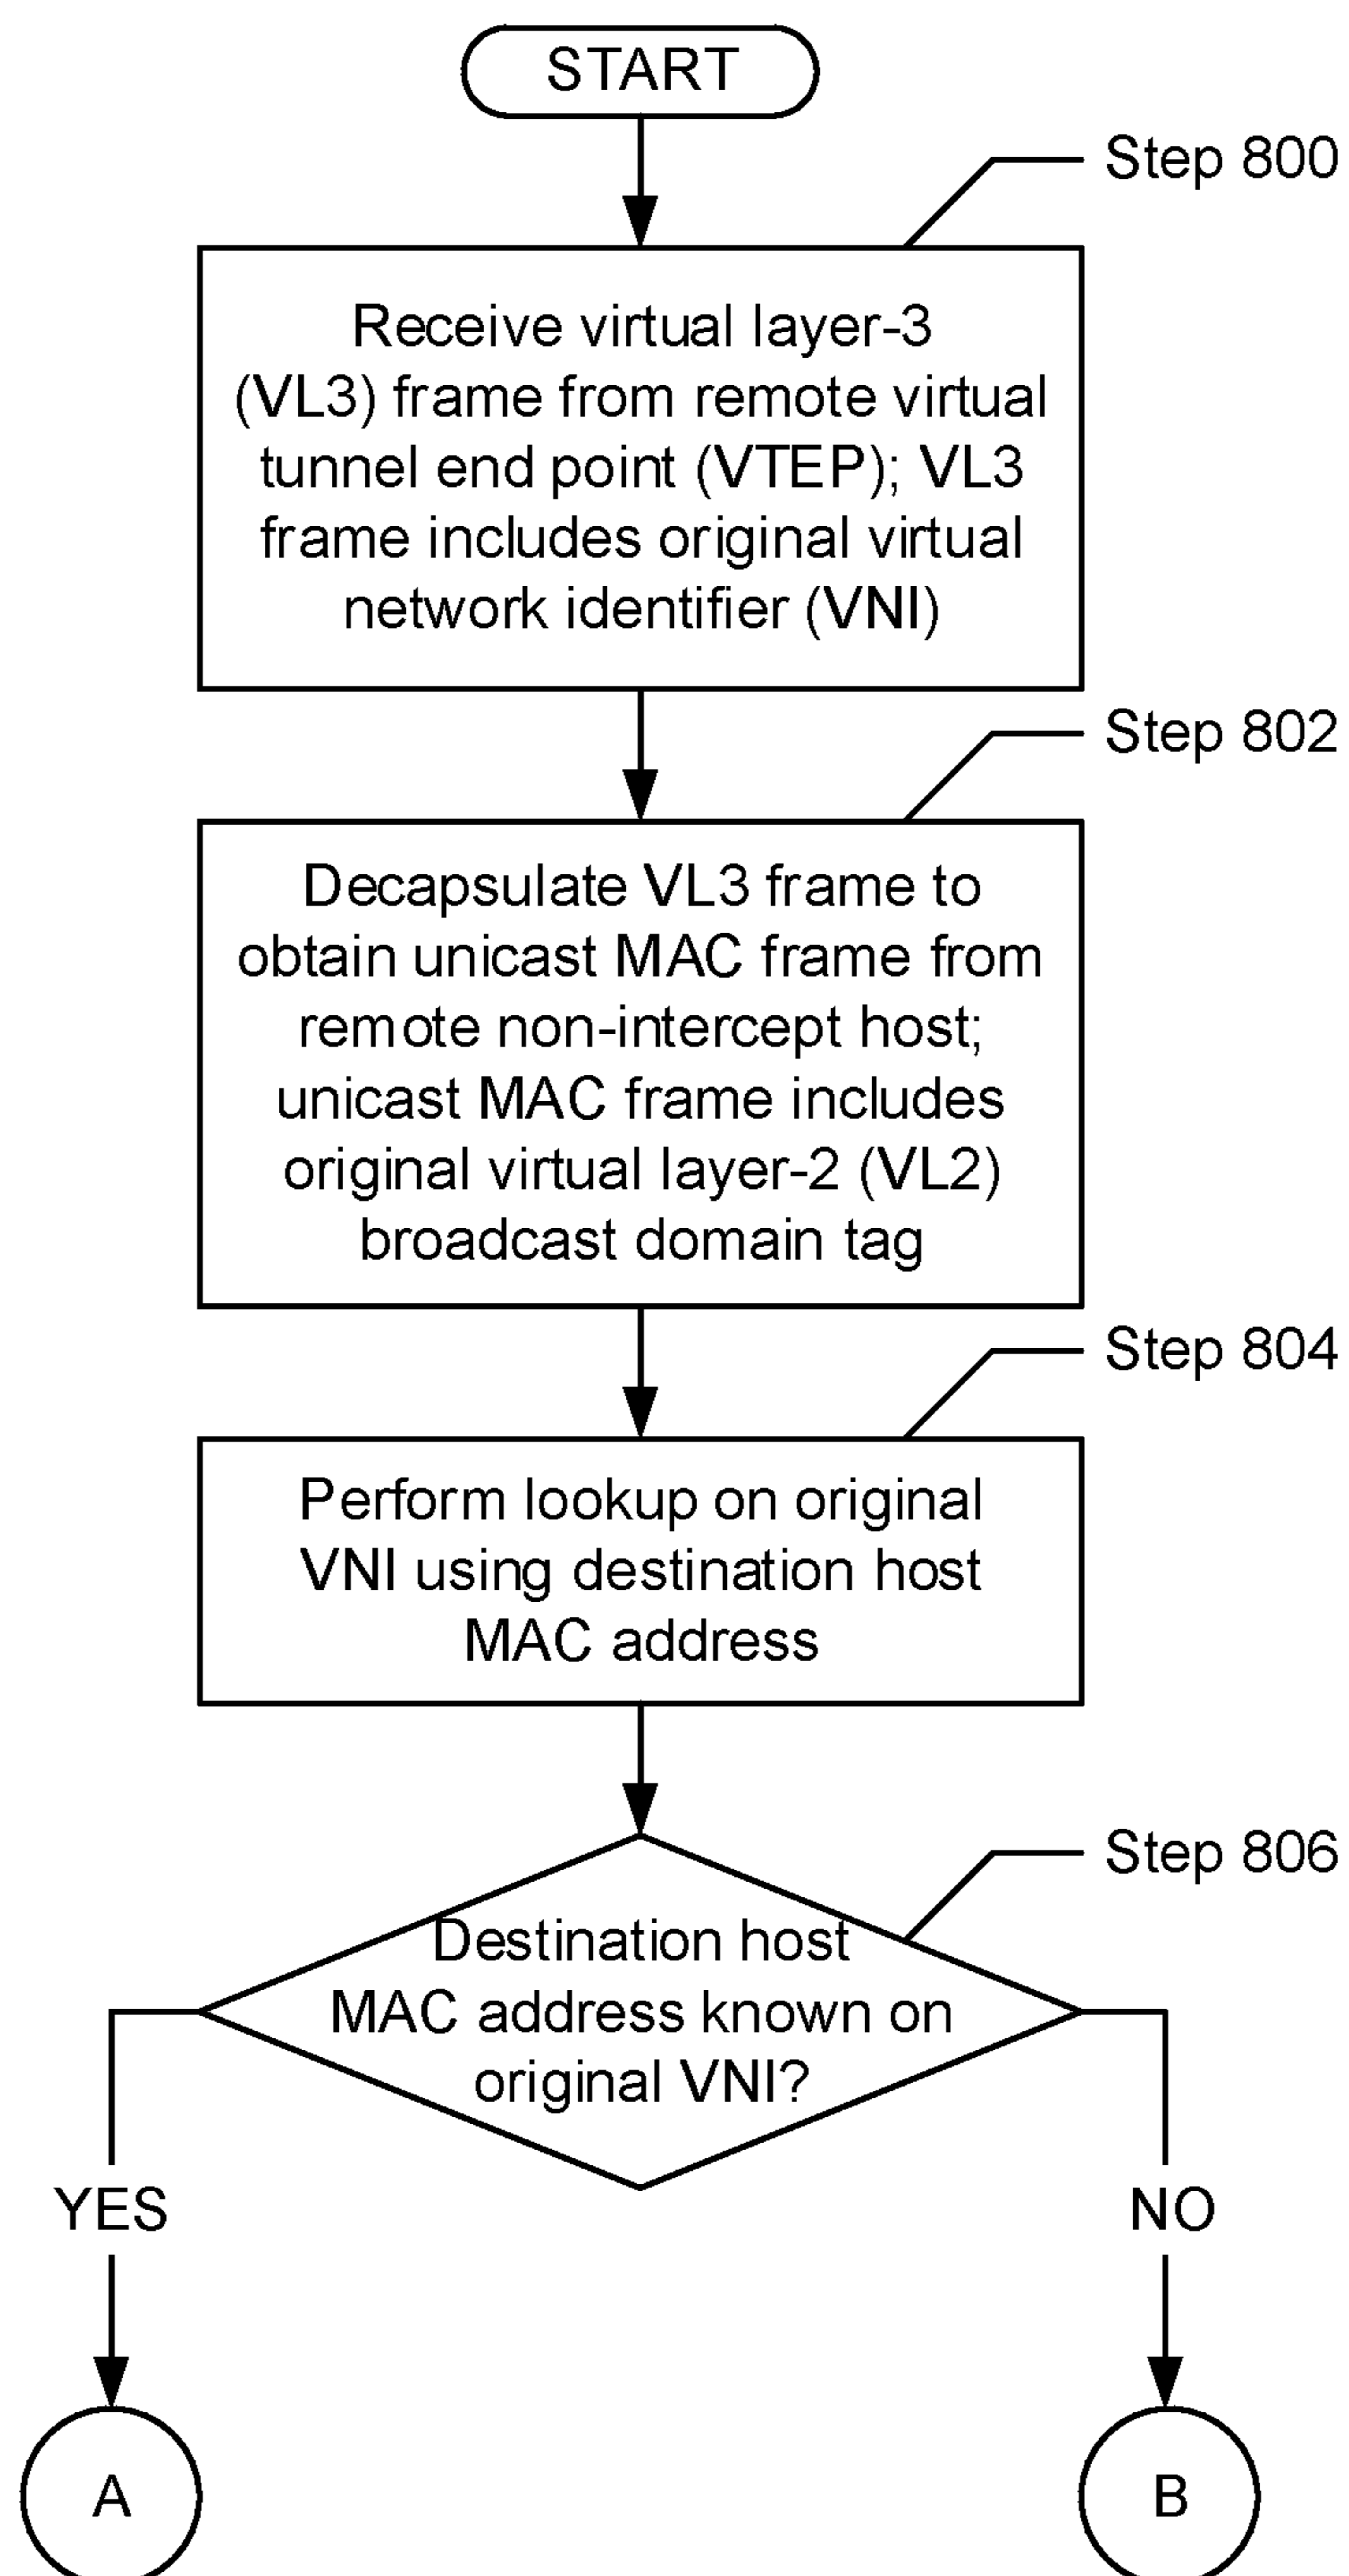 START
Step 800
Receive virtual layer-3
(VL3) frame from remote virtual
tunnel end point (VTEP); VL3
frame includes original virtual
network identifier (VNI)
Step 802
Decapsulate VL3 frame to
obtain unicast MAC frame from
remote non-intercept host;
unicast MAC frame includes
original virtual layer-2 (VL2)
broadcast domain tag
Step 804
Perform lookup on original
VNI using destination host
MAC address
Step 806
Destination host
MAC address known on
original VNI?
YES
NO
A
B